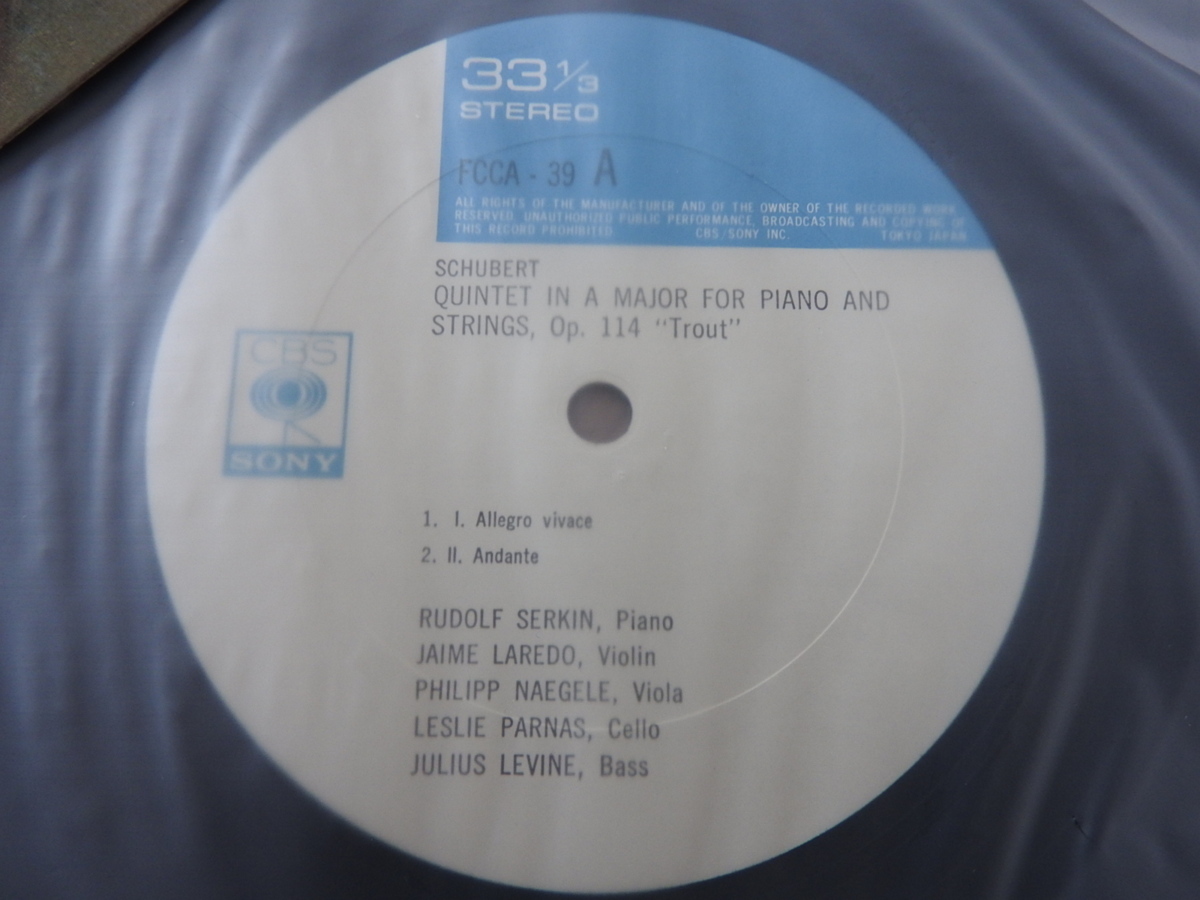 33 1/3
STEREO
FCCA - 39 A
ALL RIGHTS OF THE MANUFACTURER AND OF THE OWNER OF THE RECORDED WORK
RESERVED. UNAUTHORIZED PUBLIC PERFORMANCE, BROADCASTING AND COPYING OF
THIS RECORD PROHIBITED. CBS/SONY INC. TOKYO JAPAN
SCHUBERT
QUINTET IN A MAJOR FOR PIANO AND
STRINGS, Op. 114 “Trout”
CBS
SONY
1. I. Allegro vivace
2. II. Andante
RUDOLF SERKIN, Piano
JAIME LAREDO, Violin
PHILIPP NAEGELE, Viola
LESLIE PARNAS, Cello
JULIUS LEVINE, Bass